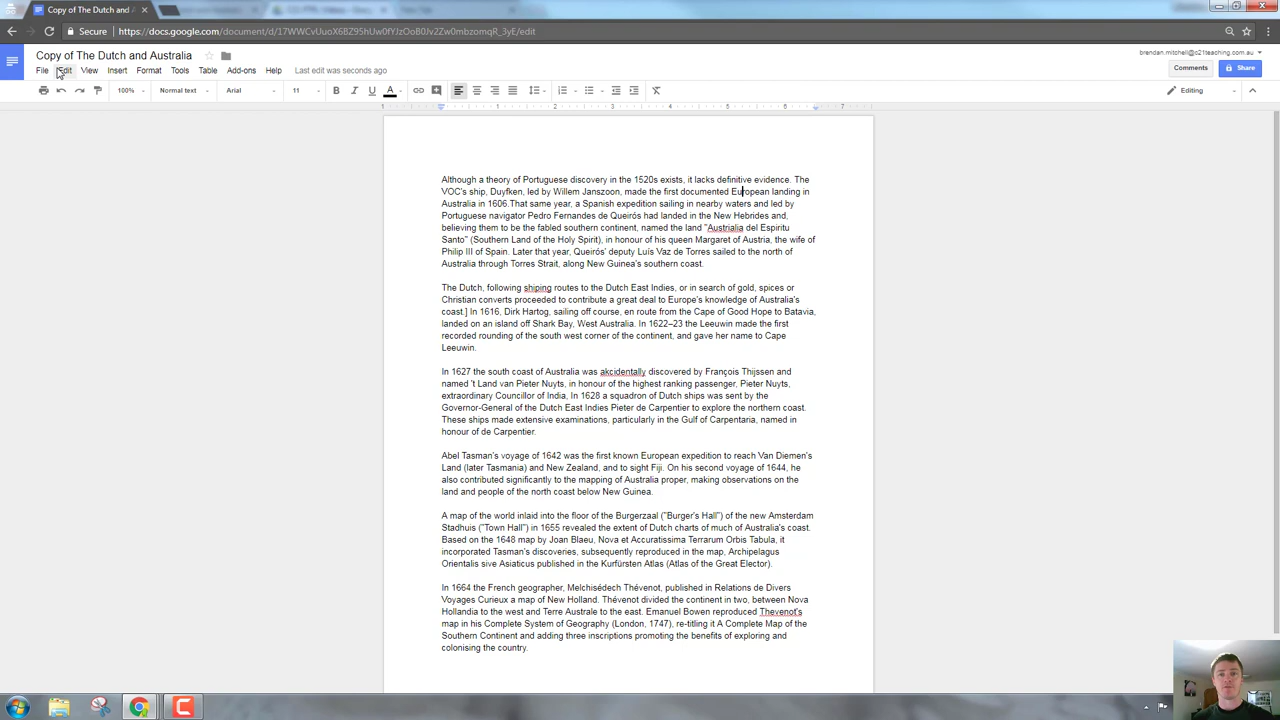 Copy of The Dutch and A
Secure https://docs.google.com/document/d/17WWCvUuoX6BZ95hUw0fYJzOoB0Jv2Zw0mbzomqR_3yE/edit
Copy of The Dutch and Australia
brendan.mitchell@c21teaching.com.au
File Edit View Insert Format Tools Table Add-ons Help Last edit was seconds ago
Comments Share
100% Normal text Arial 11 B I U A Editing
1 1 2 3 4 5 6 7
Although a theory of Portuguese discovery in the 1520s exists, it lacks definitive evidence. The
VOC's ship, Duyfken, led by Willem Janszoon, made the first documented European landing in
Australia in 1606.That same year, a Spanish expedition sailing in nearby waters and led by
Portuguese navigator Pedro Fernandes de Queirós had landed in the New Hebrides and,
believing them to be the fabled southern continent, named the land "Austrialia del Espiritu
Santo" (Southern Land of the Holy Spirit), in honour of his queen Margaret of Austria, the wife of
Philip III of Spain. Later that year, Queirós' deputy Luís Vaz de Torres sailed to the north of
Australia through Torres Strait, along New Guinea's southern coast.
The Dutch, following shiping routes to the Dutch East Indies, or in search of gold, spices or
Christian converts proceeded to contribute a great deal to Europe's knowledge of Australia's
coast.] In 1616, Dirk Hartog, sailing off course, en route from the Cape of Good Hope to Batavia,
landed on an island off Shark Bay, West Australia. In 1622–23 the Leeuwin made the first
recorded rounding of the south west corner of the continent, and gave her name to Cape
Leeuwin.
In 1627 the south coast of Australia was akcidentally discovered by François Thijssen and
named 't Land van Pieter Nuyts, in honour of the highest ranking passenger, Pieter Nuyts,
extraordinary Councillor of India, In 1628 a squadron of Dutch ships was sent by the
Governor-General of the Dutch East Indies Pieter de Carpentier to explore the northern coast.
These ships made extensive examinations, particularly in the Gulf of Carpentaria, named in
honour of de Carpentier.
Abel Tasman's voyage of 1642 was the first known European expedition to reach Van Diemen's
Land (later Tasmania) and New Zealand, and to sight Fiji. On his second voyage of 1644, he
also contributed significantly to the mapping of Australia proper, making observations on the
land and people of the north coast below New Guinea.
A map of the world inlaid into the floor of the Burgerzaal ("Burger's Hall") of the new Amsterdam
Stadhuis ("Town Hall") in 1655 revealed the extent of Dutch charts of much of Australia's coast.
Based on the 1648 map by Joan Blaeu, Nova et Accuratissima Terrarum Orbis Tabula, it
incorporated Tasman's discoveries, subsequently reproduced in the map, Archipelagus
Orientalis sive Asiaticus published in the Kurfürsten Atlas (Atlas of the Great Elector).
In 1664 the French geographer, Melchisédech Thévenot, published in Relations de Divers
Voyages Curieux a map of New Holland. Thévenot divided the continent in two, between Nova
Hollandia to the west and Terre Australe to the east. Emanuel Bowen reproduced Thevenot's
map in his Complete System of Geography (London, 1747), re-titling it A Complete Map of the
Southern Continent and adding three inscriptions promoting the benefits of exploring and
colonising the country.